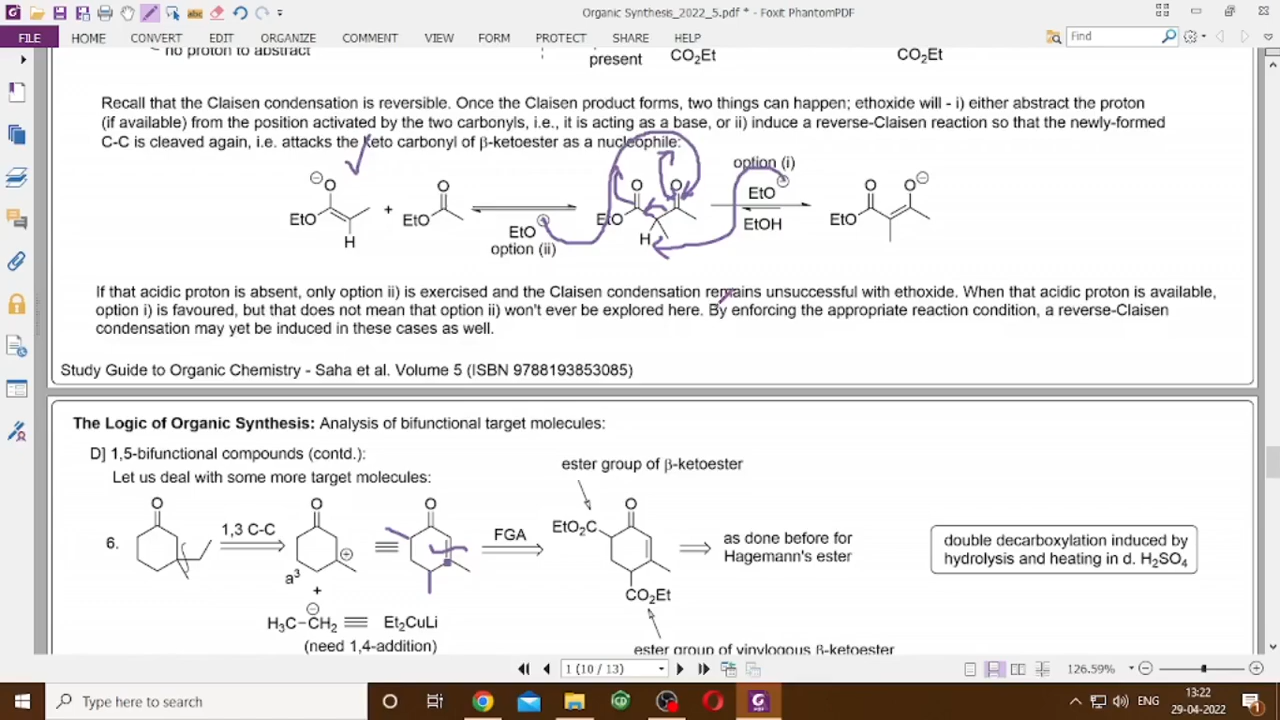 Organic Synthesis_2022_5.pdf * - Foxit PhantomPDF
FILE HOME CONVERT EDIT ORGANIZE COMMENT VIEW FORM PROTECT SHARE HELP
Find
no proton to abstract
present
CO2Et
CO2Et
Recall that the Claisen condensation is reversible. Once the Claisen product forms, two things can happen; ethoxide will - i) either abstract the proton
(if available) from the position activated by the two carbonyls, i.e., it is acting as a base, or ii) induce a reverse-Claisen reaction so that the newly-formed
C-C is cleaved again, i.e. attacks the keto carbonyl of β-ketoester as a nucleophile:
option (i)
O O O O O O
EtO H + EtO
EtO
option (ii)
EtO H
EtO
EtOH
EtO
If that acidic proton is absent, only option ii) is exercised and the Claisen condensation remains unsuccessful with ethoxide. When that acidic proton is available,
option i) is favoured, but that does not mean that option ii) won't ever be explored here. By enforcing the appropriate reaction condition, a reverse-Claisen
condensation may yet be induced in these cases as well.
Study Guide to Organic Chemistry - Saha et al. Volume 5 (ISBN 9788193853085)
The Logic of Organic Synthesis: Analysis of bifunctional target molecules:
D] 1,5-bifunctional compounds (contd.):
Let us deal with some more target molecules:
ester group of β-ketoester
O O O O
6.
1,3 C-C
a3
+
FGA
EtO2C
CO2Et
as done before for
Hagemann's ester
double decarboxylation induced by
hydrolysis and heating in d. H2SO4
H3C-CH2 ≡ Et2CuLi
(need 1,4-addition)
ester group of vinylogous β-ketoester
1 (10 / 13)
126.59%
Type here to search
ENG
13:22
29-04-2022